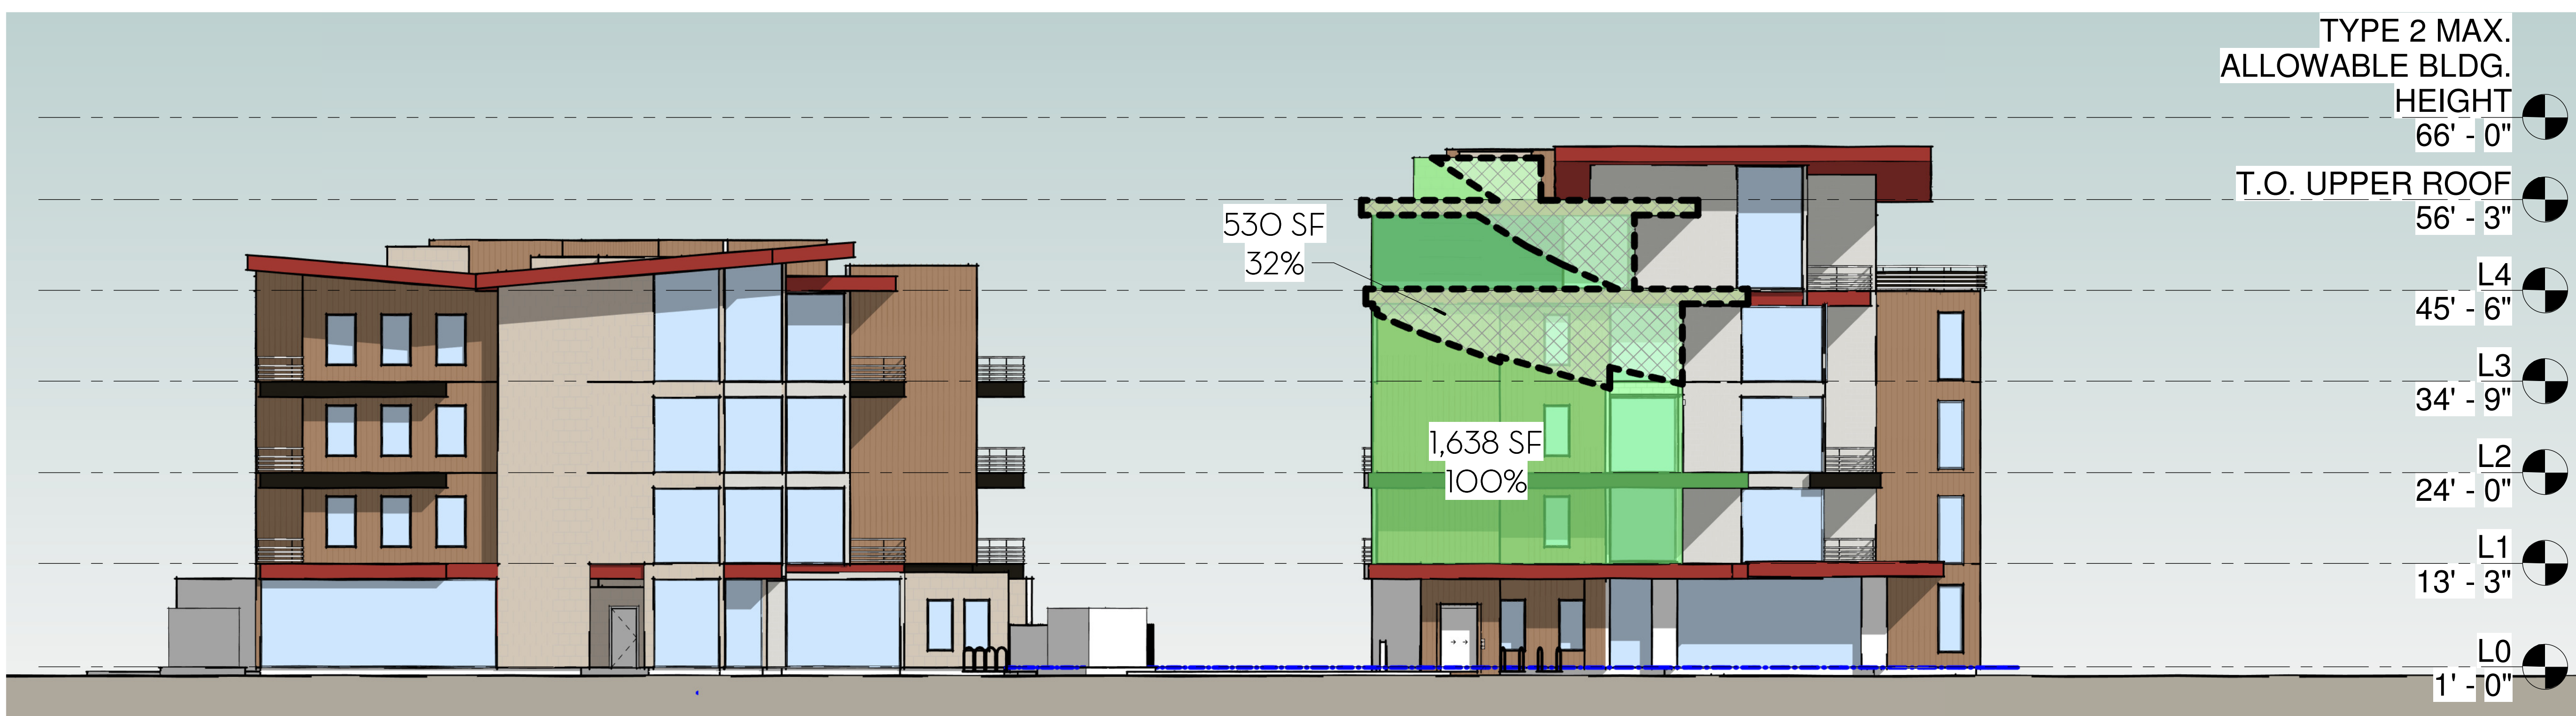 TYPE 2 MAX.
ALLOWABLE BLDG.
HEIGHT
66' - 0"
T.O. UPPER ROOF
56' - 3"
530 SF
32%
L4
45' - 6"
L3
34' - 9"
1,638 SF
100%
L2
24' - 0"
L1
13' - 3"
L0
1' - 0"